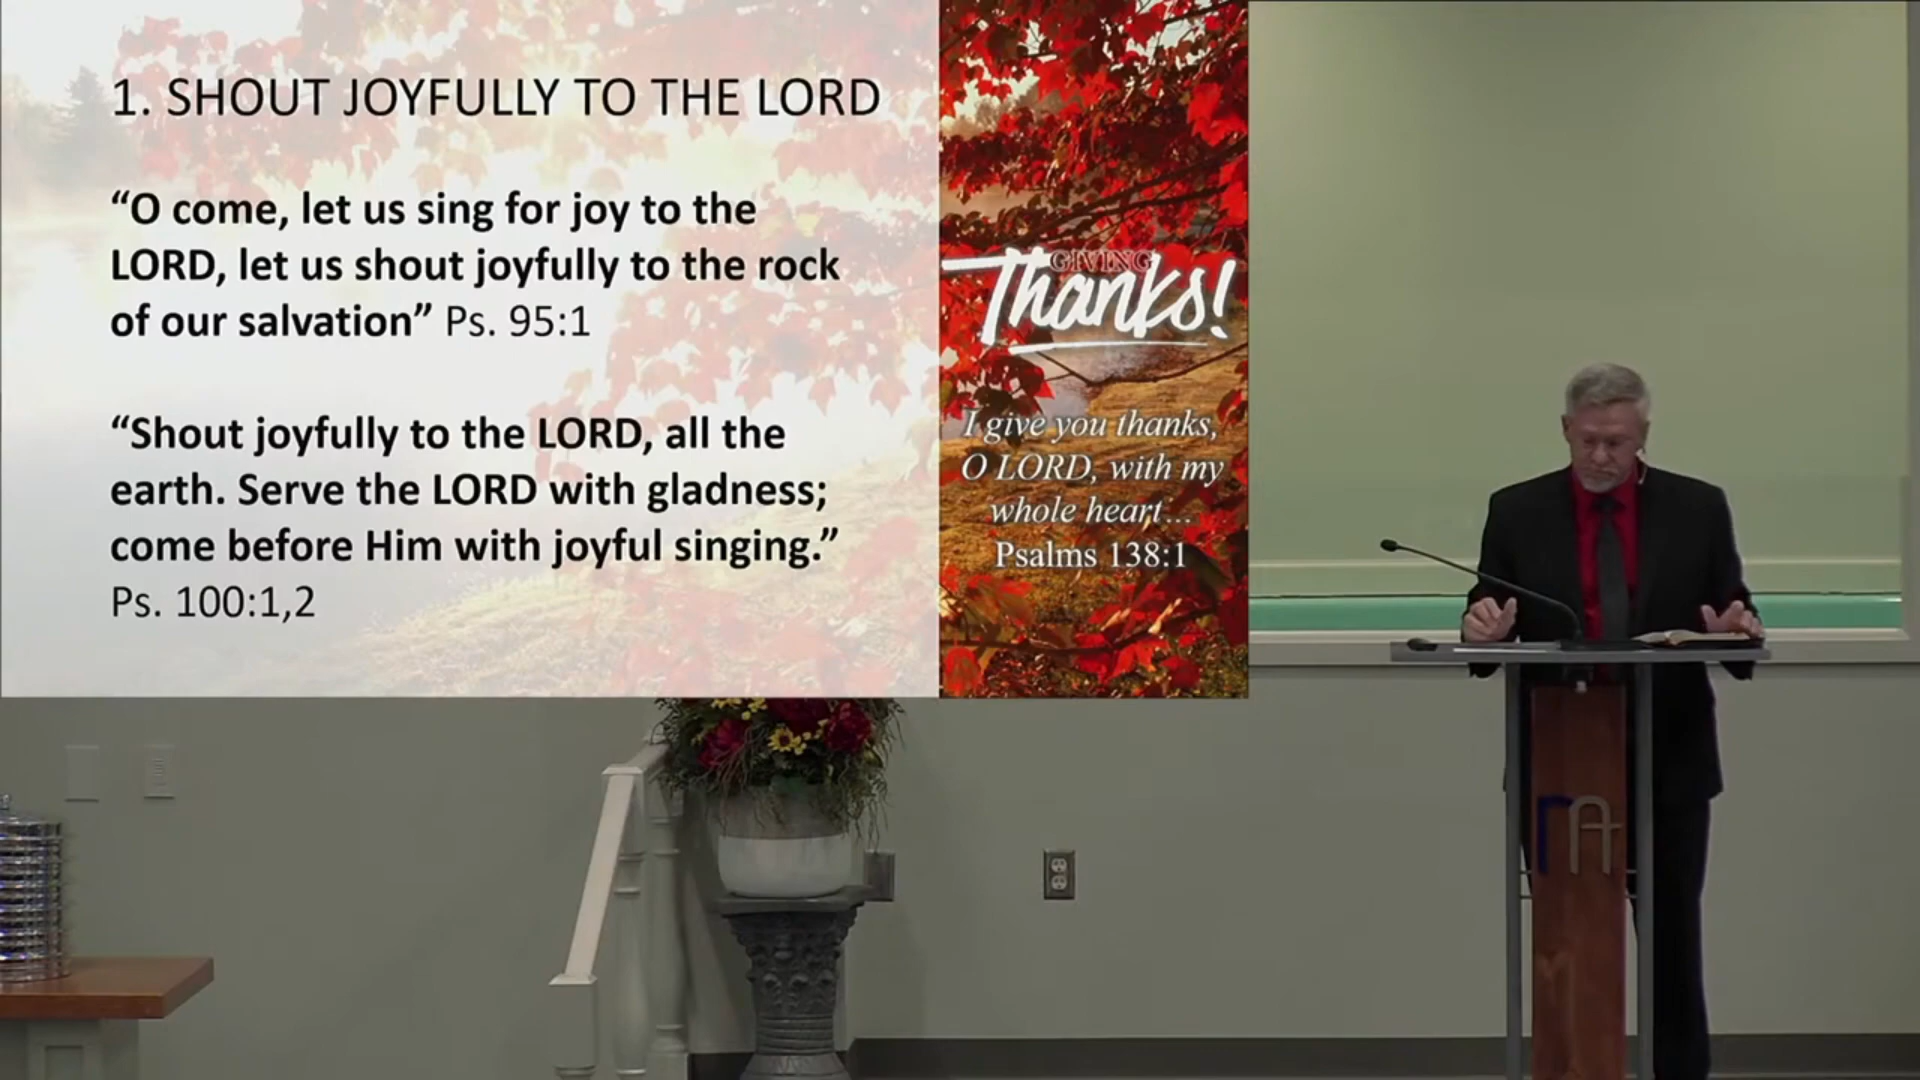 1. SHOUT JOYFULLY TO THE LORD
“O come, let us sing for joy to the
LORD, let us shout joyfully to the rock
of our salvation” Ps. 95:1
“Shout joyfully to the LORD, all the
earth. Serve the LORD with gladness;
come before Him with joyful singing.”
Ps. 100:1,2
GIVING
Thanks!
I give you thanks,
O LORD, with my
whole heart...
Psalms 138:1